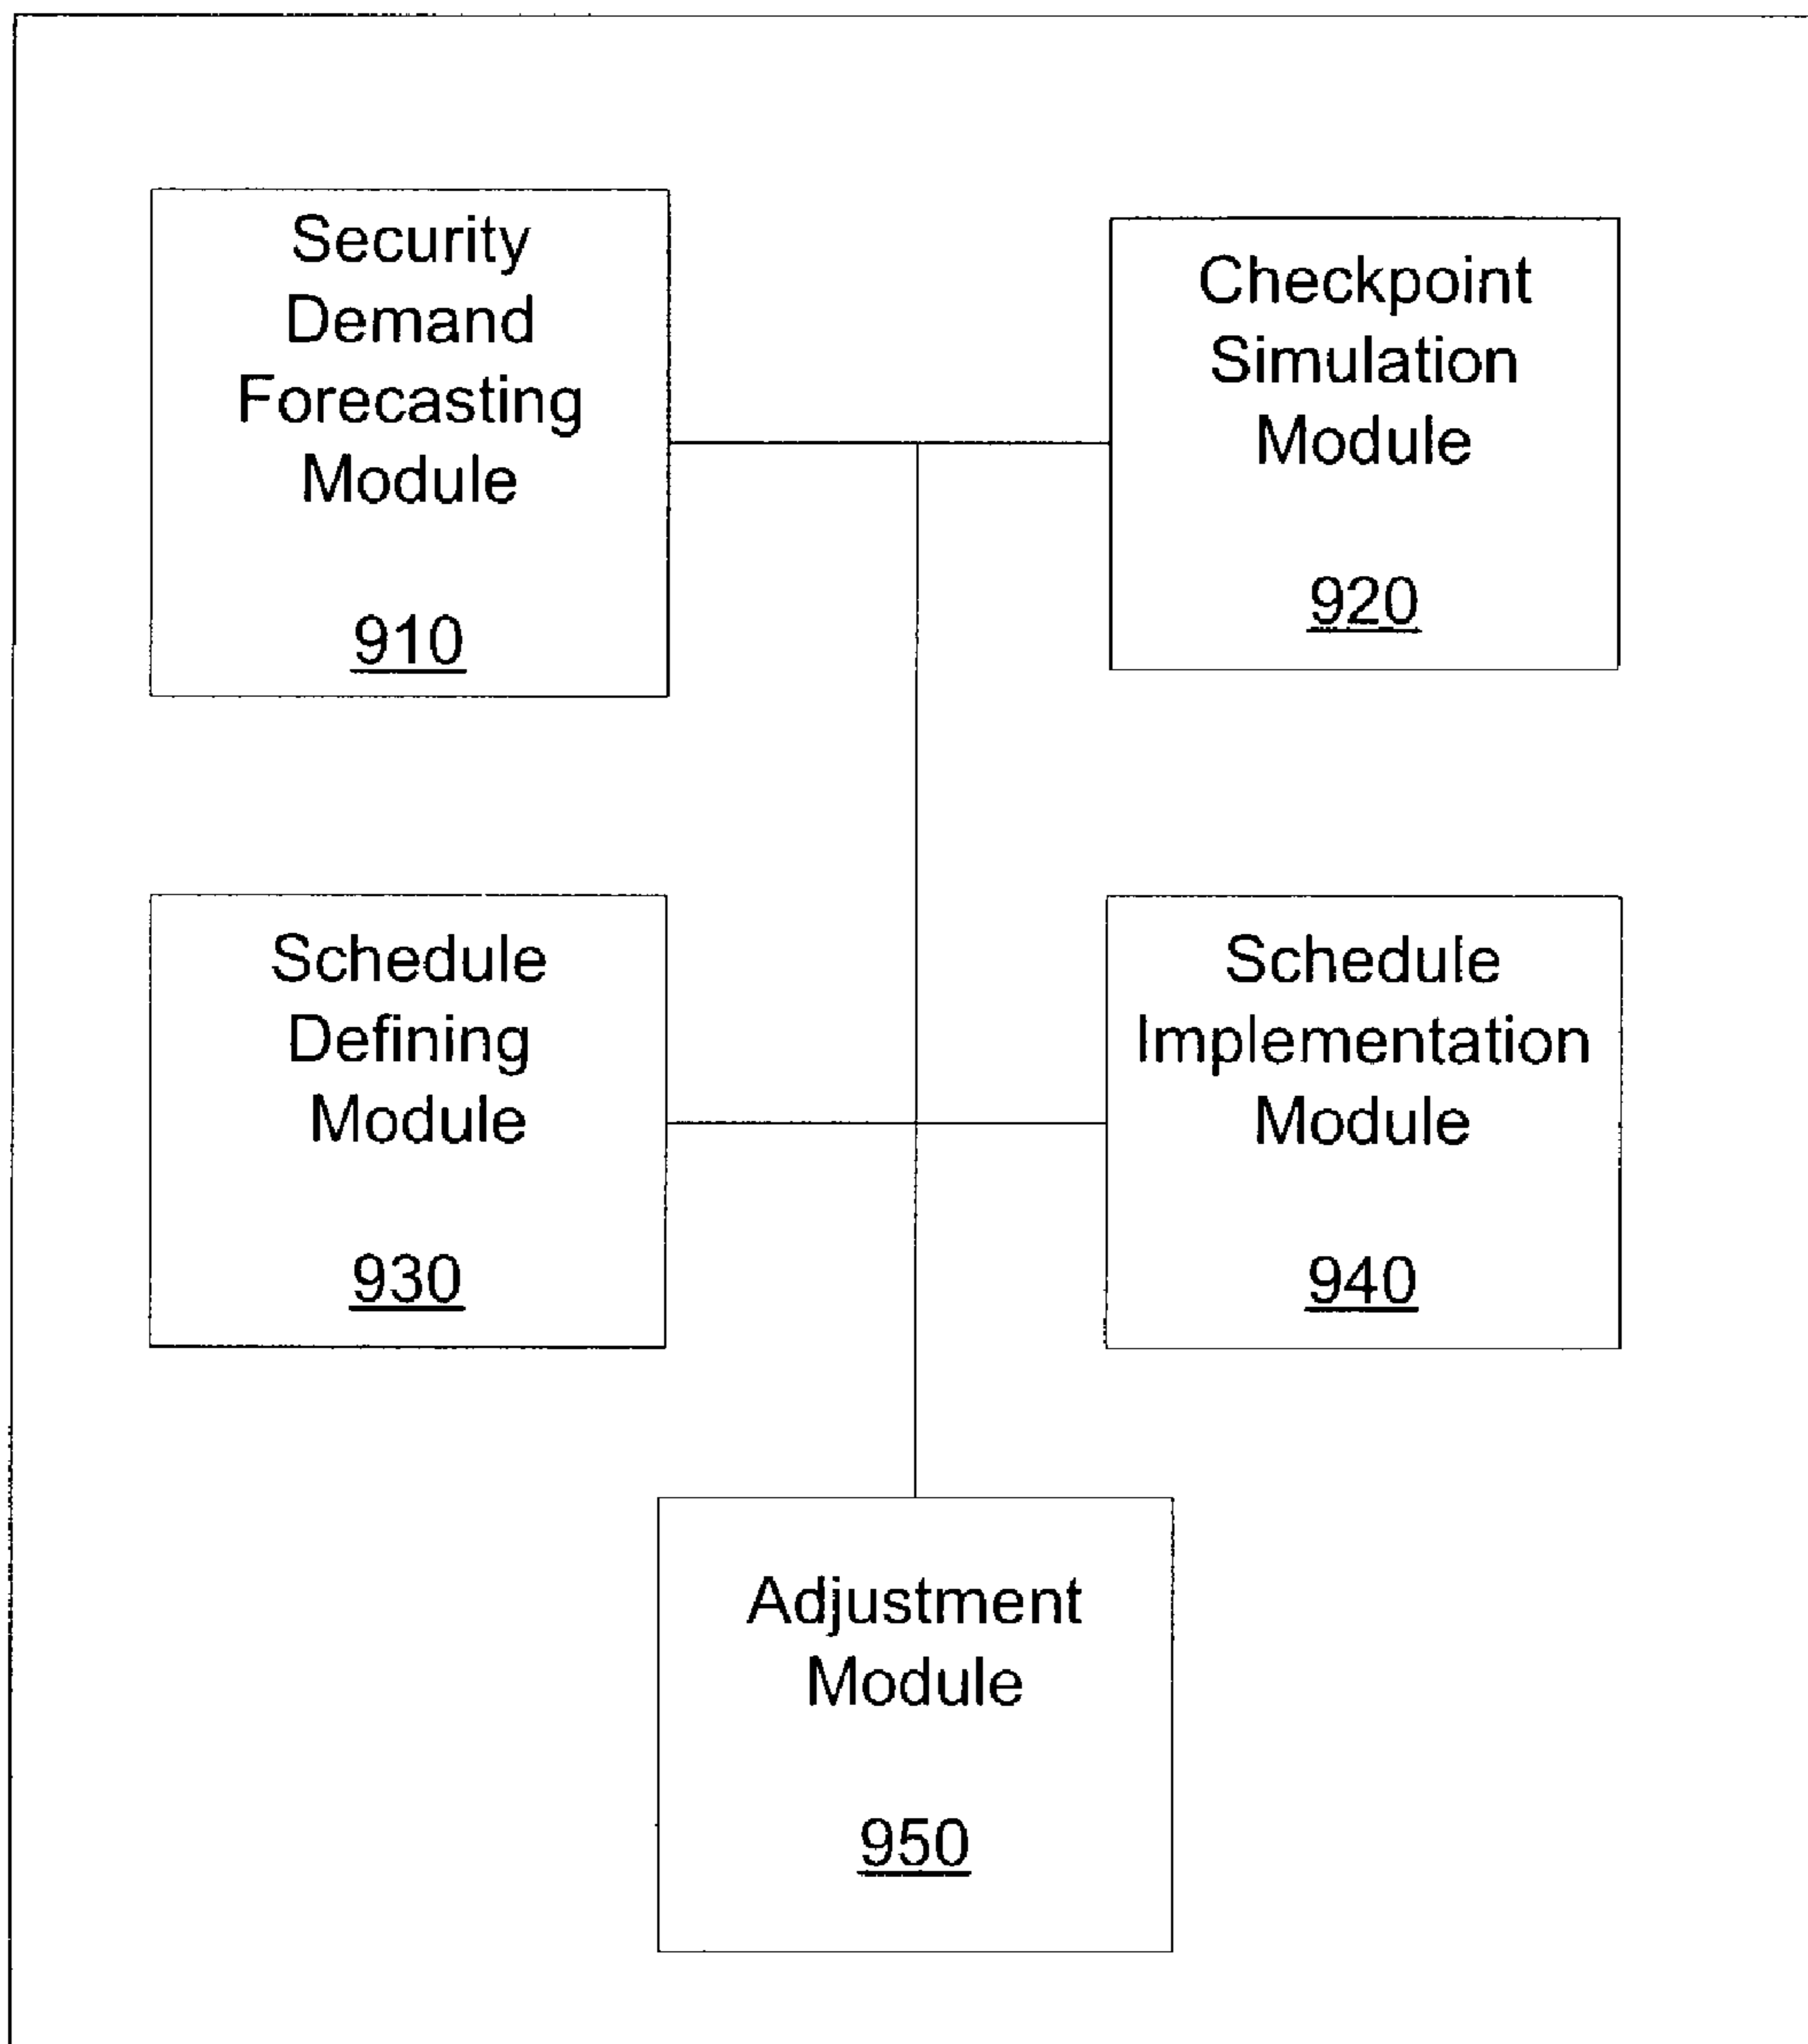 Security
Demand
Forecasting
Module
910
Checkpoint
Simulation
Module
920
Schedule
Defining
Module
930
Schedule
Implementation
Module
940
Adjustment
Module
950